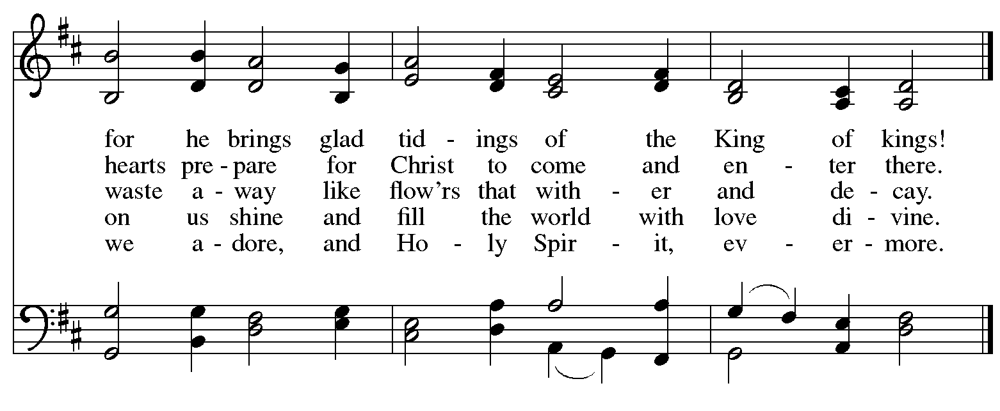 for he brings glad tid - ings of the King of kings!
hearts pre - pare for Christ to come and en - ter there.
waste a - way like flow'rs that with - er and de - cay.
on us shine and fill the world with love di - vine.
we a - dore, and Ho - ly Spir - it, ev - er - more.